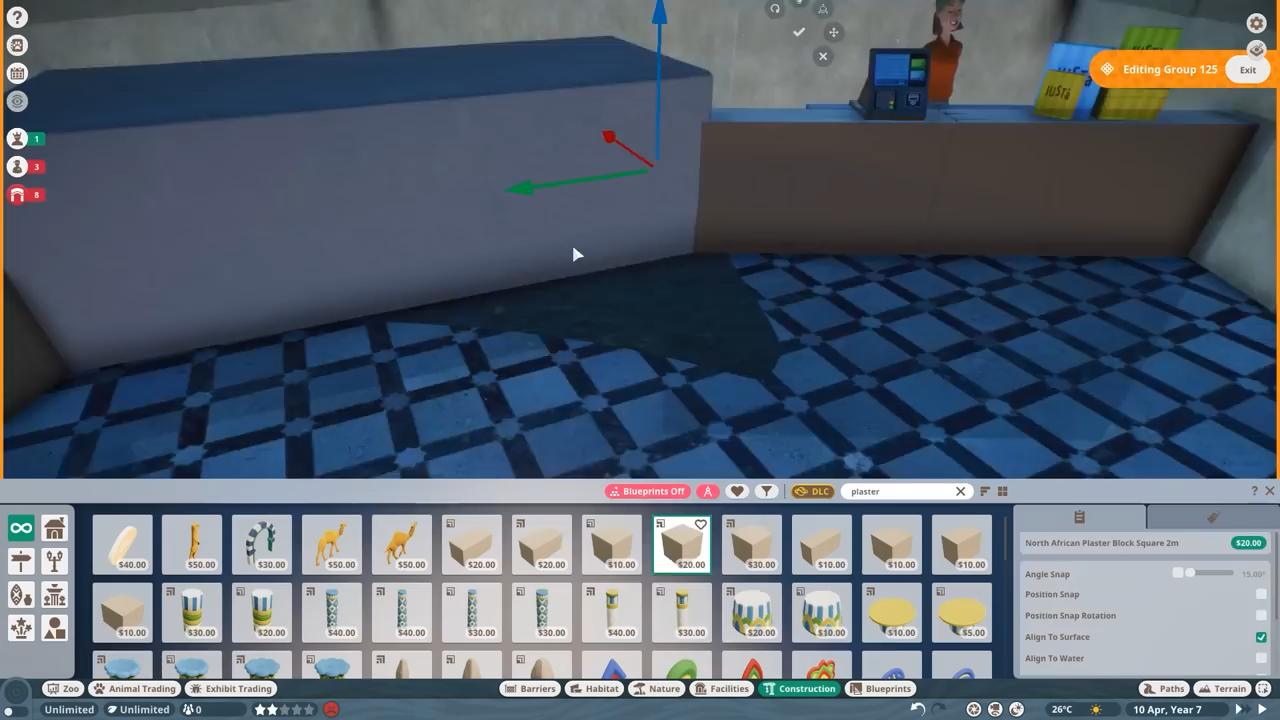 ?
Editing Group 125
Exit
JUSTA
JUSTA
1
3
8
Blueprints Off
DLC
plaster
?
$40.00
$50.00
$30.00
$50.00
$50.00
$20.00
$20.00
$10.00
$20.00
$30.00
$10.00
$10.00
$10.00
North African Plaster Block Square 2m
$20.00
Angle Snap
15.00°
Position Snap
Position Snap Rotation
Align To Surface
Align To Water
$10.00
$30.00
$20.00
$40.00
$40.00
$30.00
$30.00
$40.00
$30.00
$20.00
$10.00
$10.00
$5.00
Zoo
Animal Trading
Exhibit Trading
Barriers
Habitat
Nature
Facilities
Construction
Blueprints
Paths
Terrain
Unlimited
Unlimited
0
26°C
10 Apr, Year 7